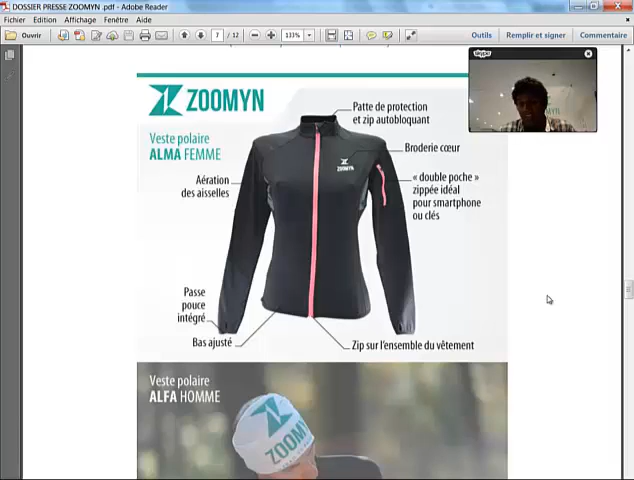 DOSSIER PRESSE ZOOMYN .pdf - Adobe Reader
Fichier Edition Affichage Fenêtre Aide
Ouvrir 7 / 12 133% Outils Remplir et signer Commentaire
skype
ZOOMYN
Patte de protection
et zip autobloquant
Veste polaire
ALMA FEMME
Broderie cœur
ZOOMYN
Aération
des aisselles
« double poche »
zippée idéal
pour smartphone
ou clés
Passe
pouce
intégré
Bas ajusté
Zip sur l'ensemble du vêtement
Veste polaire
ALFA HOMME
ZOOMYN